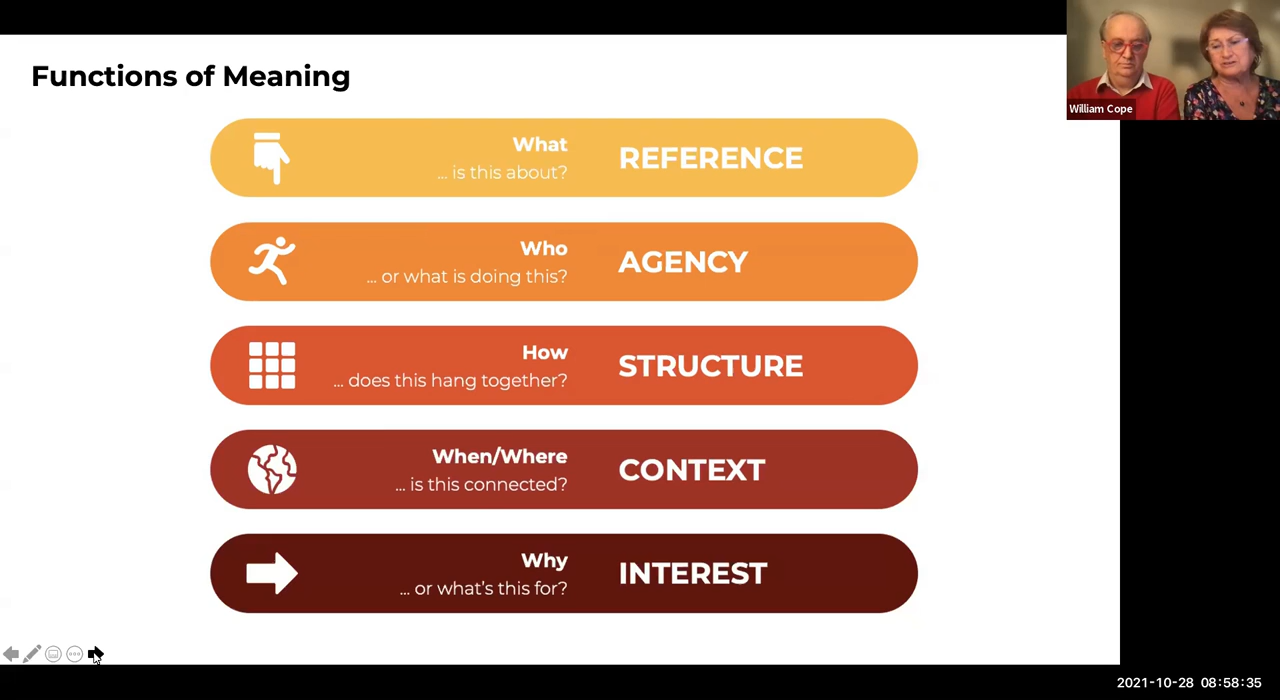 Functions of Meaning
What
... is this about?
REFERENCE
Who
... or what is doing this?
AGENCY
How
... does this hang together?
STRUCTURE
When/Where
... is this connected?
CONTEXT
Why
... or what's this for?
INTEREST
William Cope
2021-10-28 08:58:35